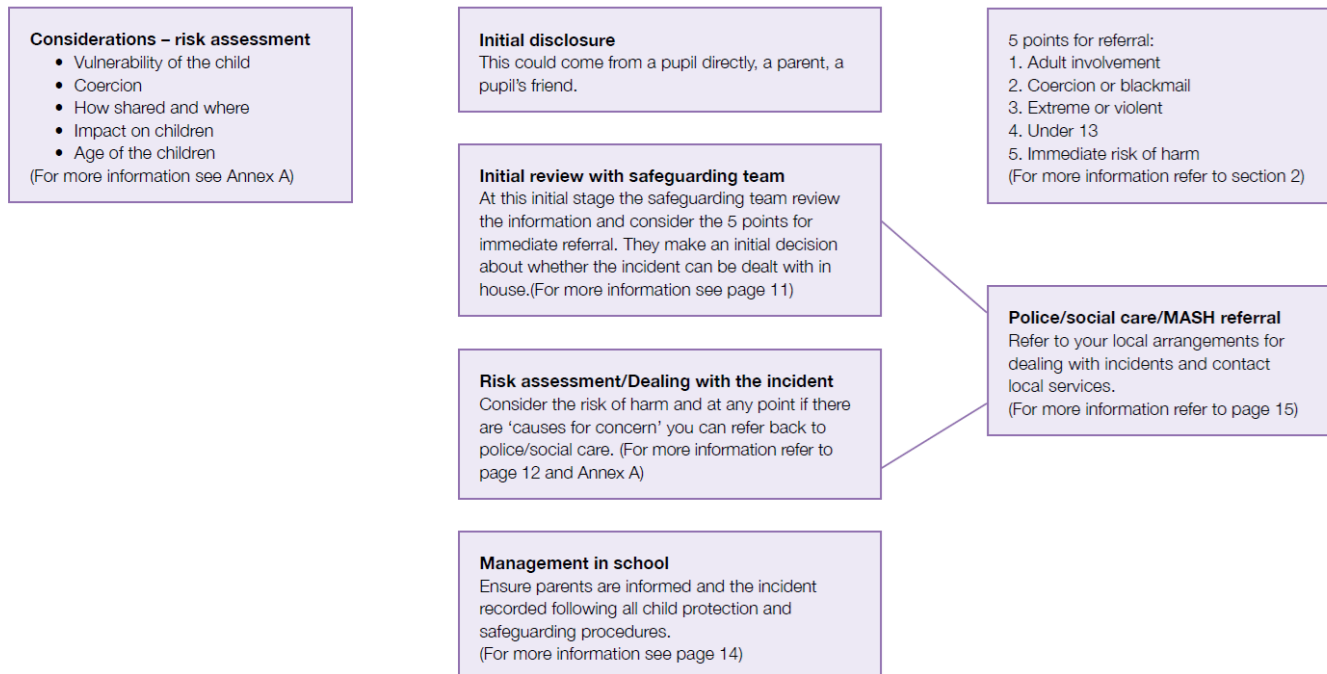 Considerations – risk assessment
• Vulnerability of the child
• Coercion
• How shared and where
• Impact on children
• Age of the children
(For more information see Annex A)
Initial disclosure
This could come from a pupil directly, a parent, a
pupil's friend.
Initial review with safeguarding team
At this initial stage the safeguarding team review
the information and consider the 5 points for
immediate referral. They make an initial decision
about whether the incident can be dealt with in
house.(For more information see page 11)
Risk assessment/Dealing with the incident
Consider the risk of harm and at any point if there
are ‘causes for concern’ you can refer back to
police/social care. (For more information refer to
page 12 and Annex A)
Management in school
Ensure parents are informed and the incident
recorded following all child protection and
safeguarding procedures.
(For more information see page 14)
5 points for referral:
1. Adult involvement
2. Coercion or blackmail
3. Extreme or violent
4. Under 13
5. Immediate risk of harm
(For more information refer to section 2)
Police/social care/MASH referral
Refer to your local arrangements for
dealing with incidents and contact
local services.
(For more information refer to page 15)